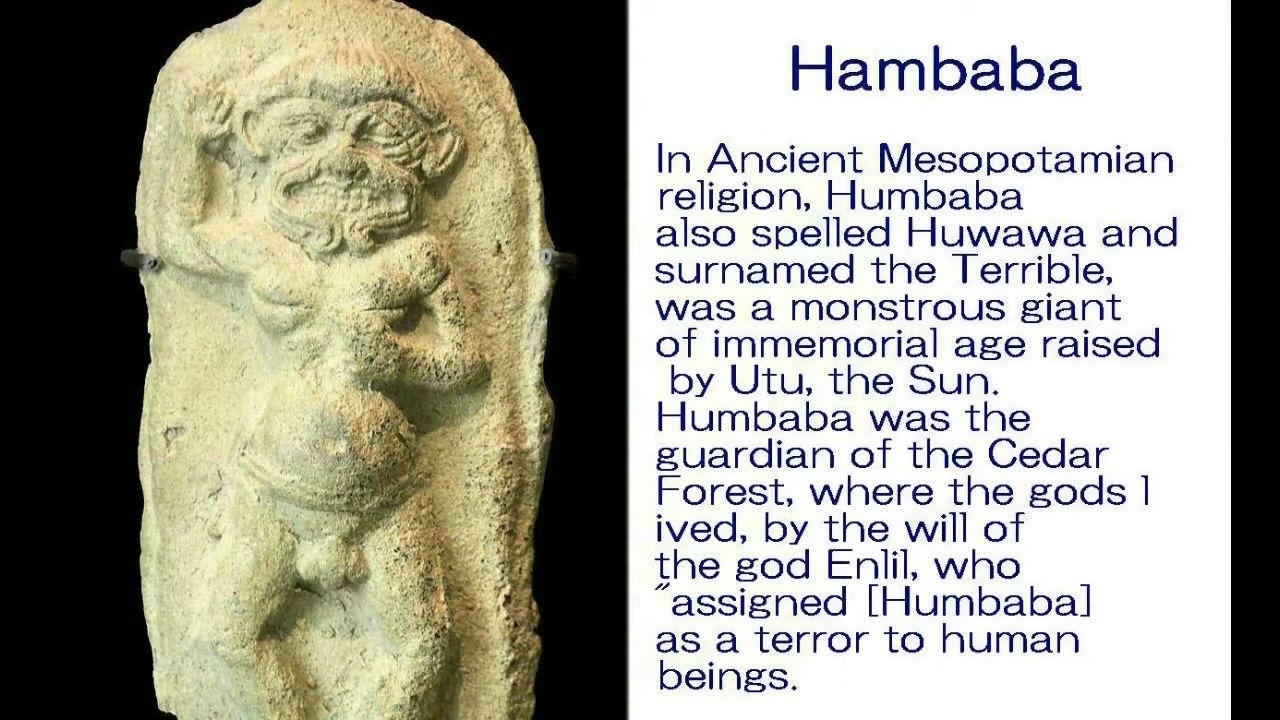 Hambaba
In Ancient Mesopotamian
religion, Humbaba
also spelled Huwawa and
surnamed the Terrible,
was a monstrous giant
of immemorial age raised
by Utu, the Sun.
Humbaba was the
guardian of the Cedar
Forest, where the gods l
ived, by the will of
the god Enlil, who
"assigned [Humbaba]
as a terror to human
beings.